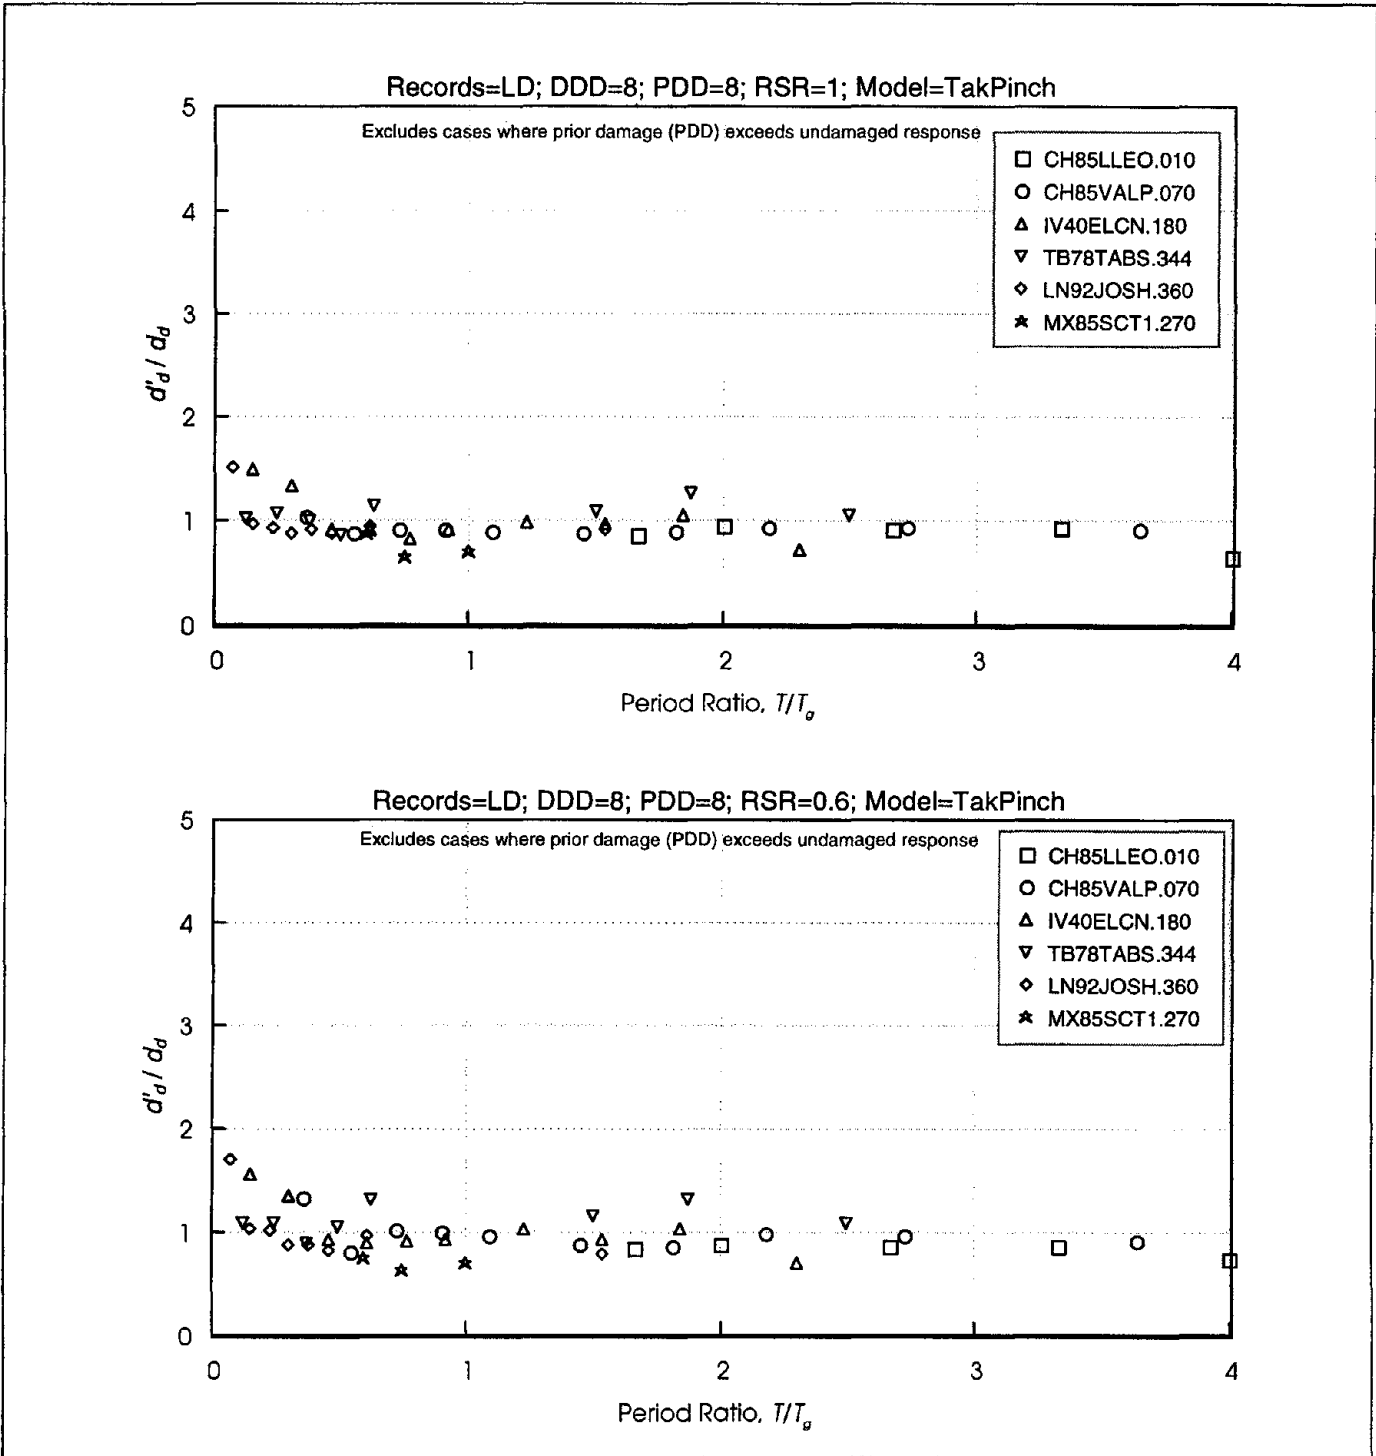 Records=LD; DDD=8; PDD=8; RSR=1; Model=TakPinch
Excludes cases where prior damage (PDD) exceeds undamaged response
CH85LLEO.010
CH85VALP.070
IV40ELCN.180
TB78TABS.344
LN92JOSH.360
MX85SCT1.270
5
4
3
2
1
0
d'd / dd
0 1 2 3 4
Period Ratio, T/Tg
Records=LD; DDD=8; PDD=8; RSR=0.6; Model=TakPinch
Excludes cases where prior damage (PDD) exceeds undamaged response
CH85LLEO.010
CH85VALP.070
IV40ELCN.180
TB78TABS.344
LN92JOSH.360
MX85SCT1.270
5
4
3
2
1
0
d'd / dd
0 1 2 3 4
Period Ratio, T/Tg